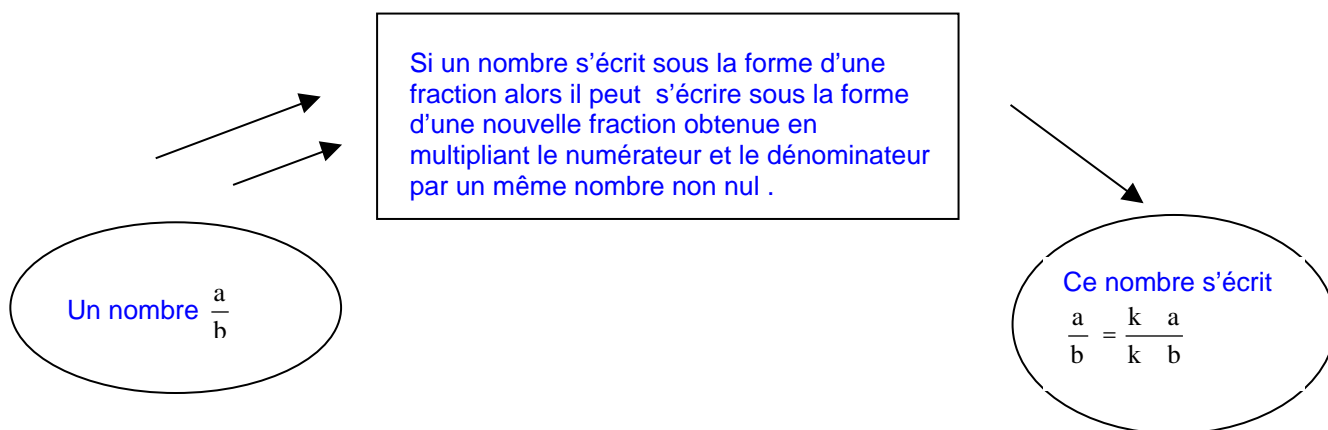 Si un nombre s’écrit sous la forme d’une
fraction alors il peut s’écrire sous la forme
d’une nouvelle fraction obtenue en
multipliant le numérateur et le dénominateur
par un même nombre non nul .
Un nombre a/b
Ce nombre s’écrit
a/b = k a/k b